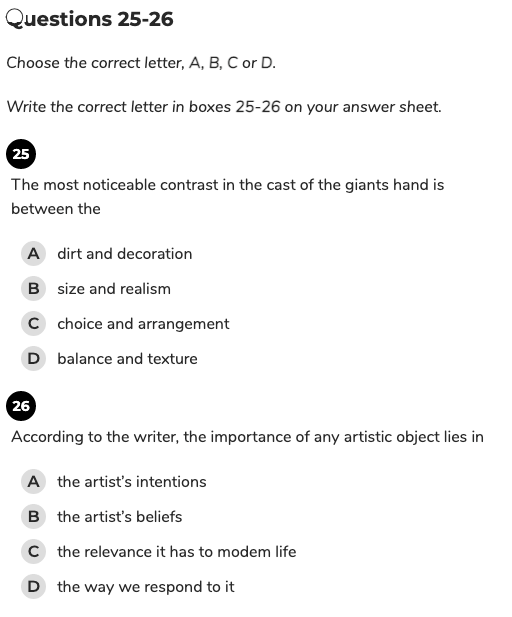 Questions 25-26
Choose the correct letter, A, B, C or D.
Write the correct letter in boxes 25-26 on your answer sheet.
25
The most noticeable contrast in the cast of the giants hand is
between the
A dirt and decoration
B size and realism
C choice and arrangement
D balance and texture
26
According to the writer, the importance of any artistic object lies in
A the artist's intentions
B the artist's beliefs
C the relevance it has to modem life
D the way we respond to it